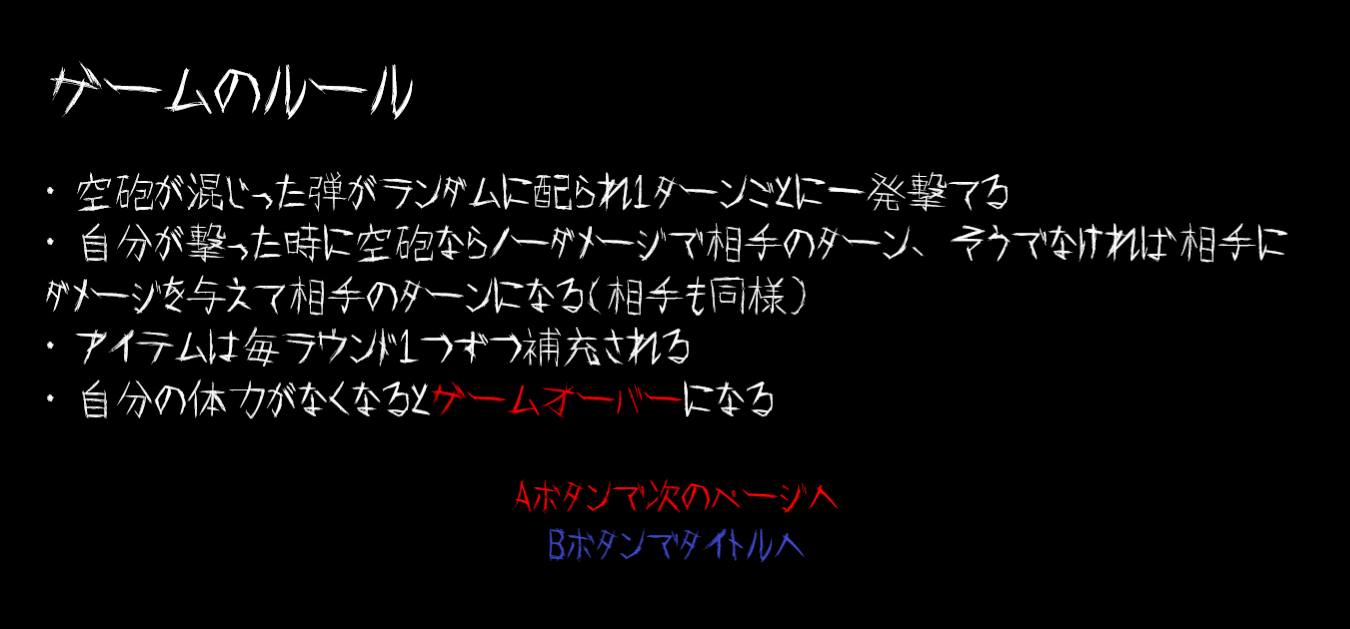 ゲームのルール
・ 空砲が混じった弾がランダムに配られ1ターンごとに一発撃てる
・ 自分が撃った時に空砲ならノーダメージで相手のターン、そうでなければ相手に
ダメージを与えて相手のターンになる(相手も同様)
・ アイテムは毎ラウンド1つずつ補充される
・ 自分の体力がなくなるとゲームオーバーになる
Aボタンで次のページへ
Bボタンでタイトルへ